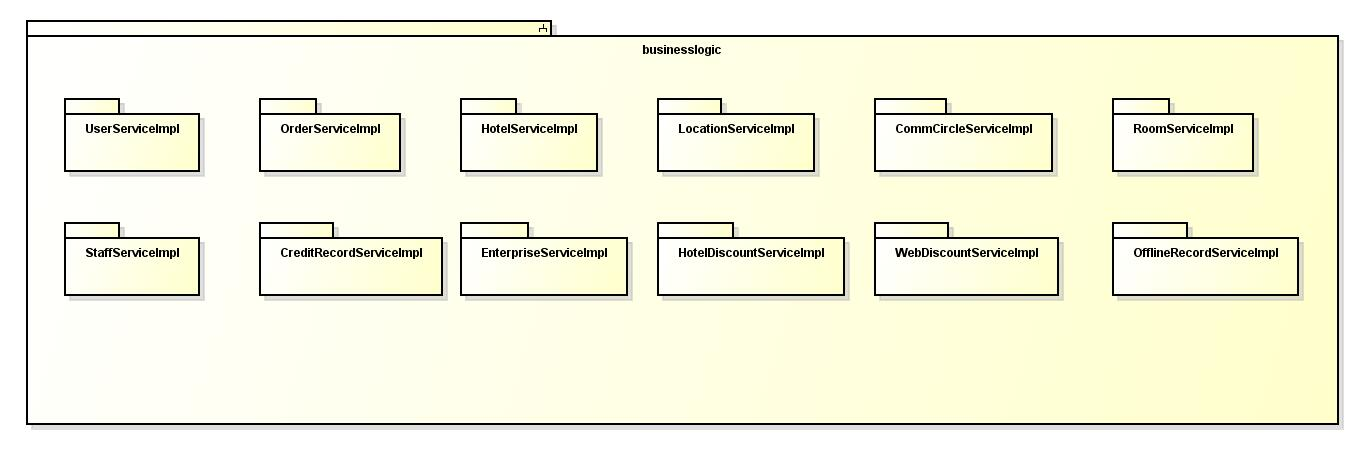 businesslogic
UserServiceImpl
OrderServiceImpl
HotelServiceImpl
LocationServiceImpl
CommCircleServiceImpl
RoomServiceImpl
StaffServiceImpl
CreditRecordServiceImpl
EnterpriseServiceImpl
HotelDiscountServiceImpl
WebDiscountServiceImpl
OfflineRecordServiceImpl